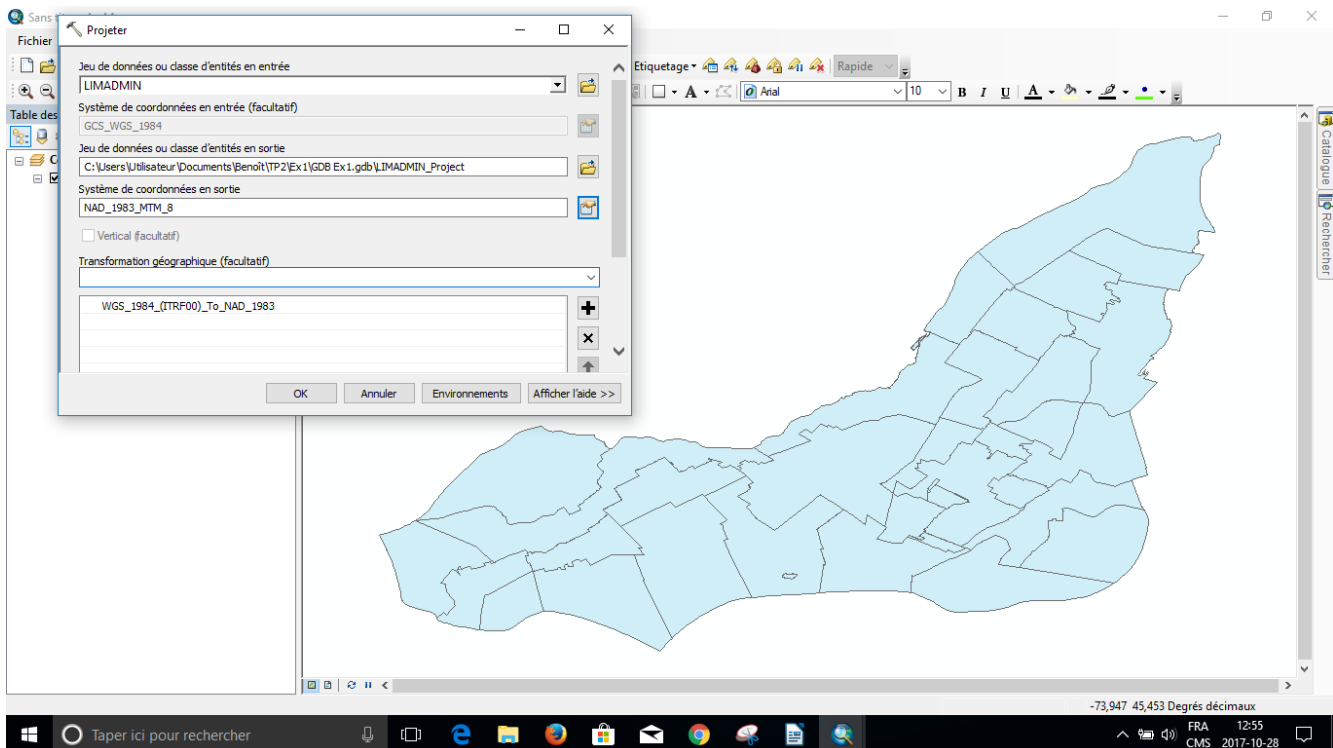 Sans
Projeter
Fichier
Etiquetage
Rapide
Arial
10
B I U A
A
Table des
Jeu de données ou classe d'entités en entrée
LIMADMIN
Système de coordonnées en entrée (facultatif)
GCS_WGS_1984
Jeu de données ou classe d'entités en sortie
C:\Users\Utilisateur\Documents\Benoît\TP2\Ex1\GDB Ex1.gdb\LIMADMIN_Project
Système de coordonnées en sortie
NAD_1983_MTM_8
Vertical (facultatif)
Transformation géographique (facultatif)
WGS_1984_(ITRF00)_To_NAD_1983
OK Annuler Environnements Afficher l'aide >>
Catalogue
Rechercher
-73,947 45,453 Degrés décimaux
Taper ici pour rechercher
FRA
CMS
12:55
2017-10-28